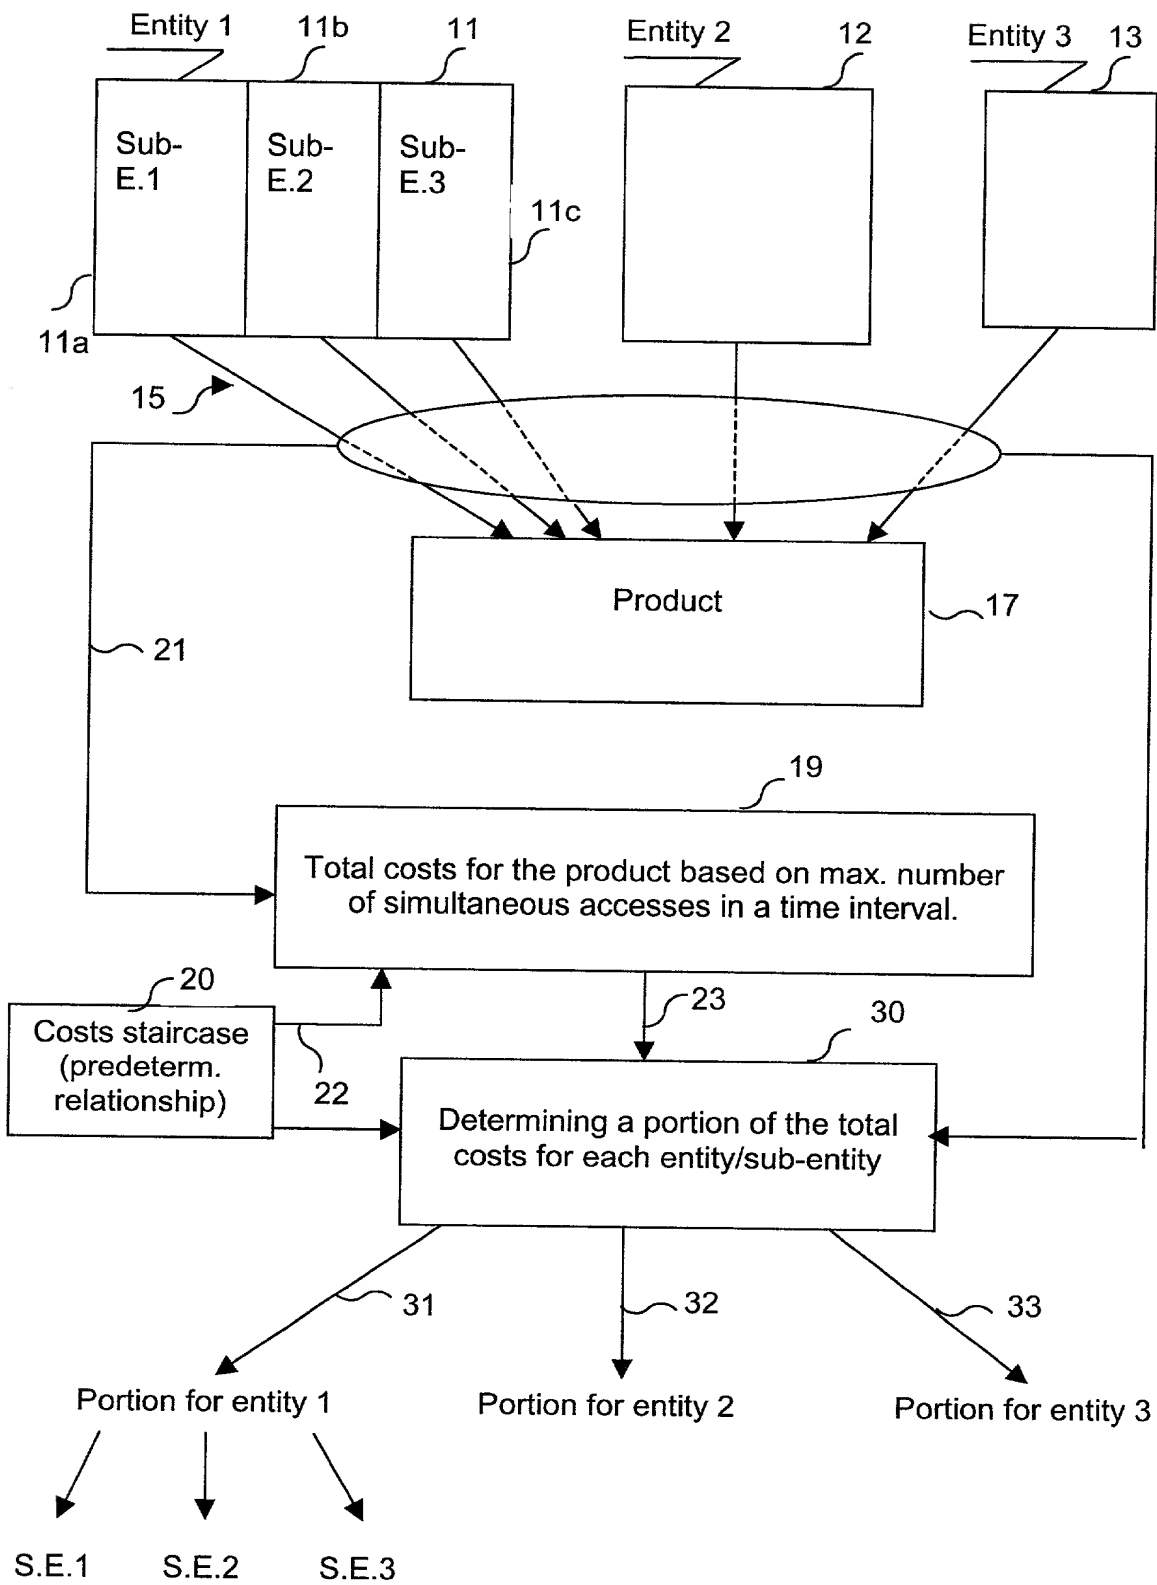 Entity 1
11b
11
Entity 2
12
Entity 3
13
Sub-
E.1
Sub-
E.2
Sub-
E.3
11c
11a
15
Product
17
21
19
Total costs for the product based on max. number
of simultaneous accesses in a time interval.
20
Costs staircase
(predeterm.
relationship)
22
23
30
Determining a portion of the total
costs for each entity/sub-entity
31
32
33
Portion for entity 1
Portion for entity 2
Portion for entity 3
S.E.1
S.E.2
S.E.3